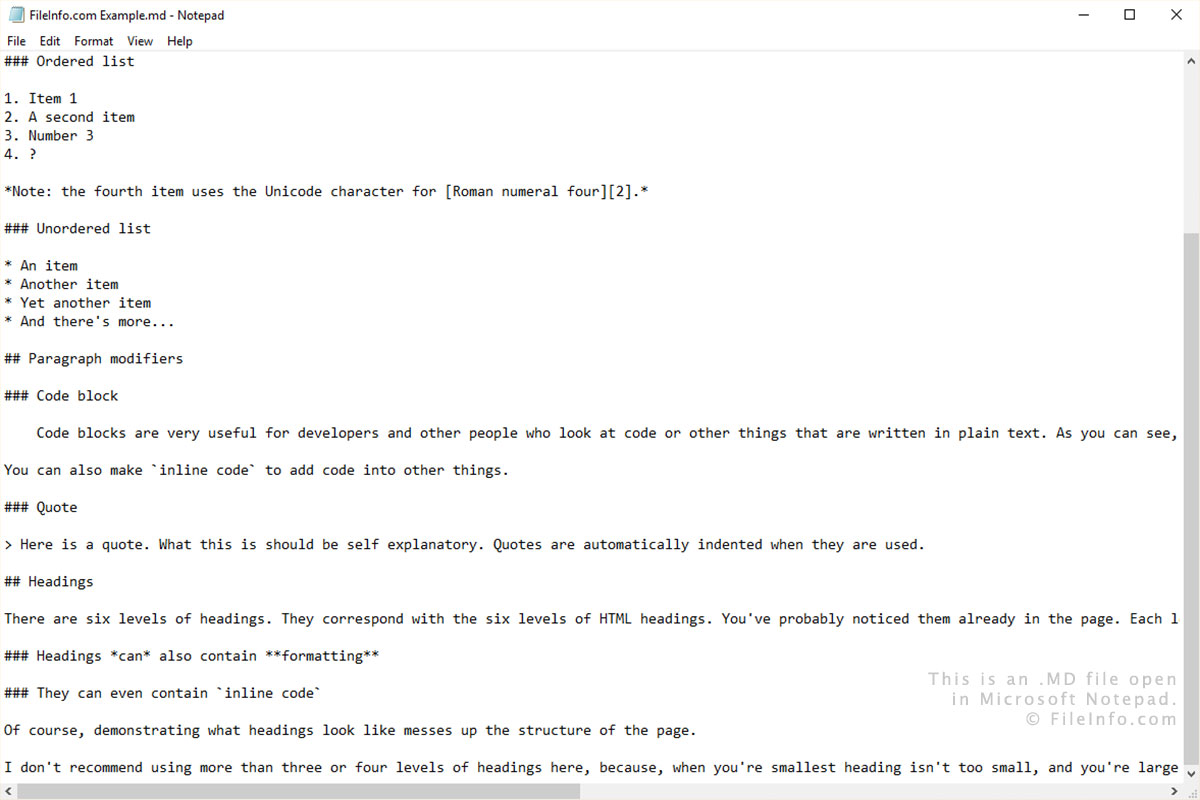 FileInfo.com Example.md - Notepad
File Edit Format View Help
### Ordered list
1. Item 1
2. A second item
3. Number 3
4. ?
*Note: the fourth item uses the Unicode character for [Roman numeral four][2].*
### Unordered list
* An item
* Another item
* Yet another item
* And there's more...
## Paragraph modifiers
### Code block
    Code blocks are very useful for developers and other people who look at code or other things that are written in plain text. As you can see,
You can also make `inline code` to add code into other things.
### Quote
> Here is a quote. What this is should be self explanatory. Quotes are automatically indented when they are used.
## Headings
There are six levels of headings. They correspond with the six levels of HTML headings. You've probably noticed them already in the page. Each l
### Headings *can* also contain **formatting**
### They can even contain `inline code`
Of course, demonstrating what headings look like messes up the structure of the page.
I don't recommend using more than three or four levels of headings here, because, when you're smallest heading isn't too small, and you're large
This is an .MD file open
in Microsoft Notepad.
© FileInfo.com